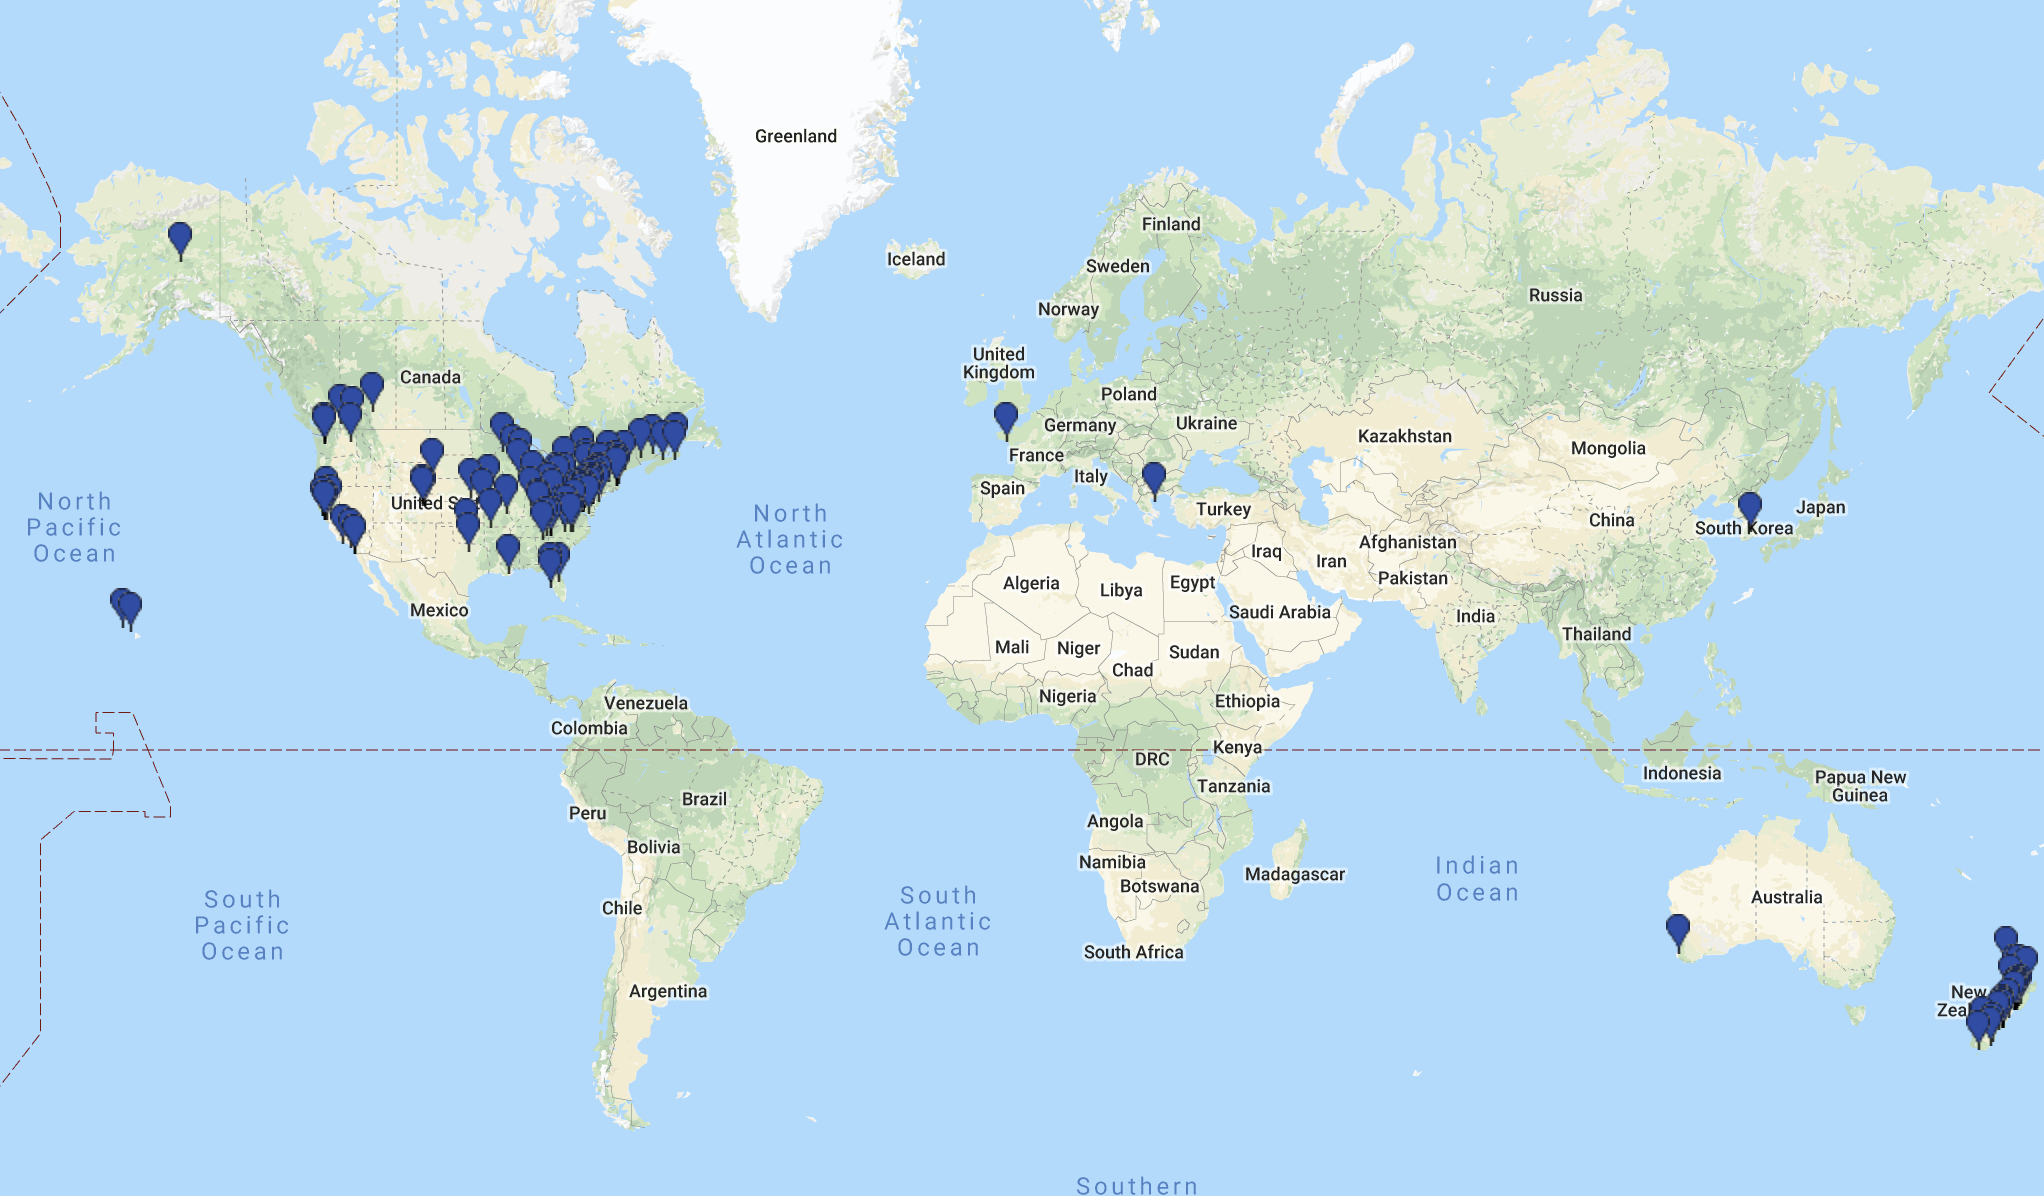 Greenland
Iceland
Finland
Sweden
Norway
Russia
United
Kingdom
Canada
Poland
Germany
Ukraine
Kazakhstan
Mongolia
France
Italy
Spain
Turkey
North
Pacific
Ocean
United S
North
Atlantic
Ocean
Japan
South Korea
China
Afghanistan
Iraq
Iran
Pakistan
Algeria
Libya
Egypt
Saudi Arabia
India
Thailand
Mexico
Mali
Niger
Chad
Sudan
Nigeria
Ethiopia
Venezuela
Colombia
Kenya
DRC
Tanzania
Indonesia
Papua New
Guinea
Brazil
Peru
Angola
Bolivia
Namibia
Botswana
Madagascar
Indian
Ocean
Australia
South
Pacific
Ocean
Chile
South
Atlantic
Ocean
South Africa
Argentina
New
Zea
Southern